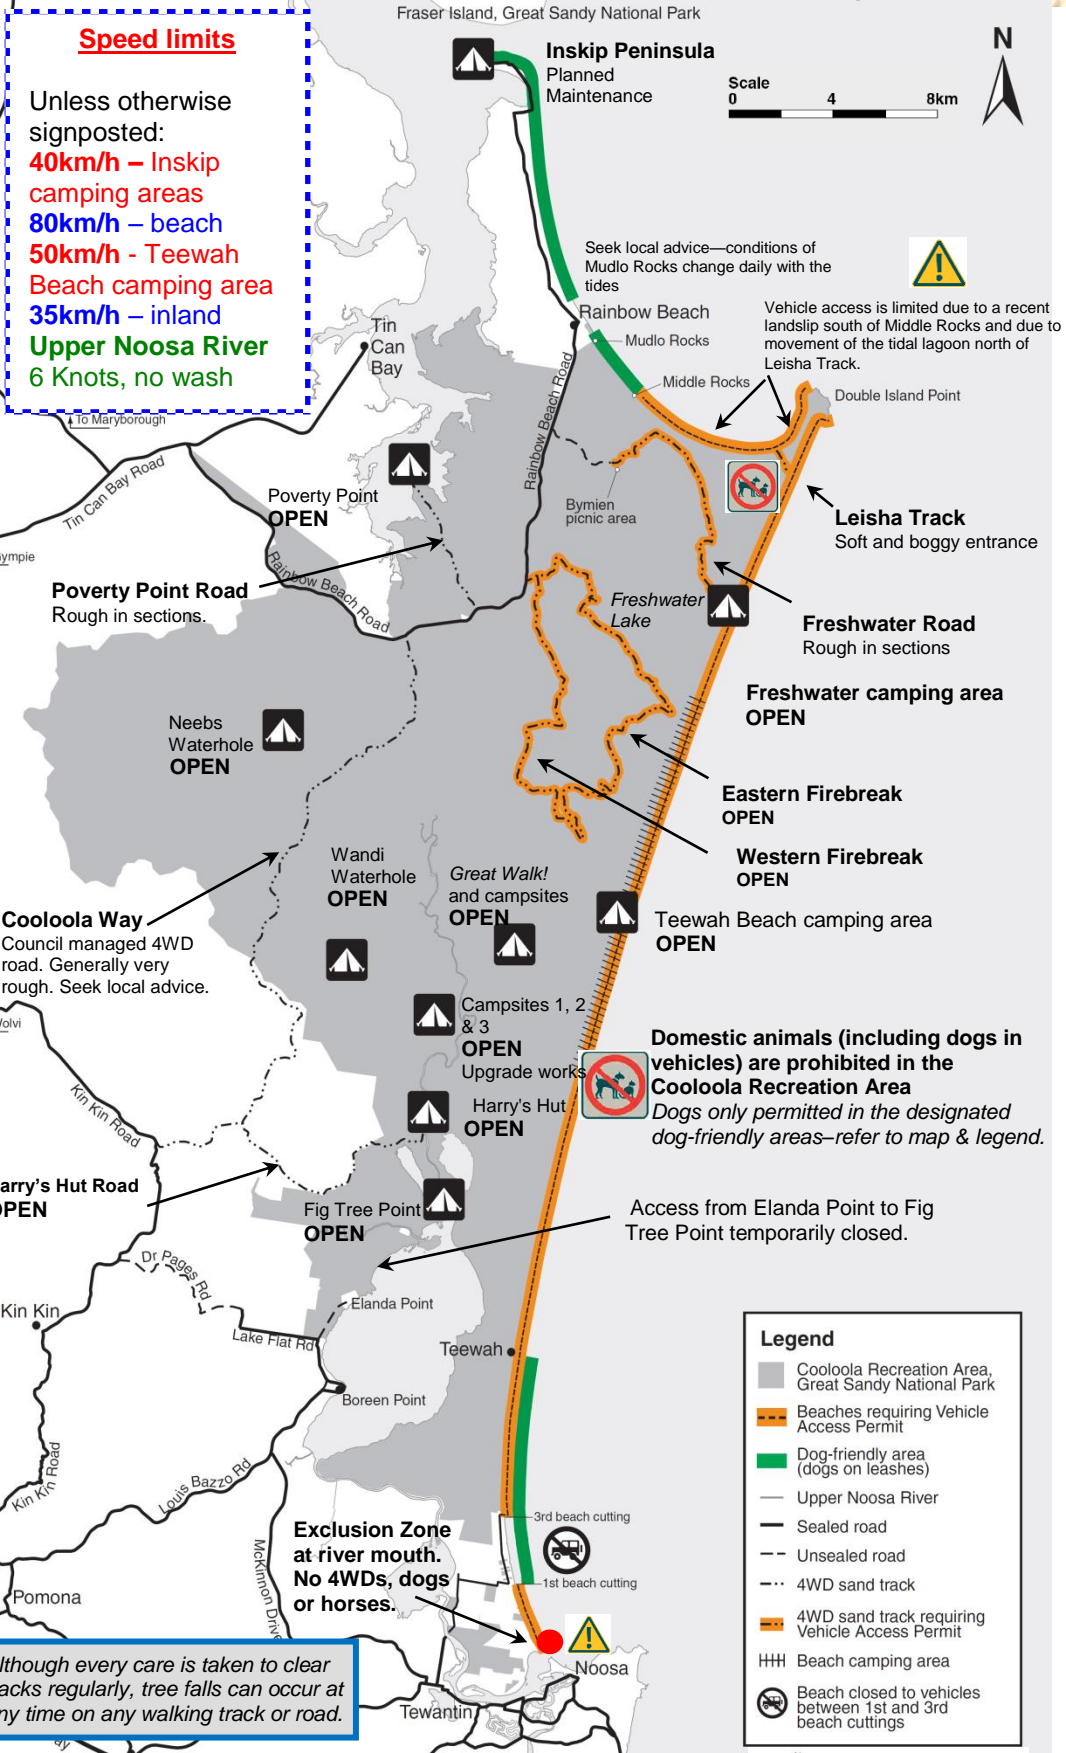 Fraser Island, Great Sandy National Park
Speed limits
Unless otherwise
signposted:
40km/h – Inskip
camping areas
80km/h – beach
50km/h - Teewah
Beach camping area
35km/h – inland
Upper Noosa River
6 Knots, no wash
Inskip Peninsula
Planned
Maintenance
N
Scale
0 4 8km
Seek local advice—conditions of
Mudlo Rocks change daily with the
tides
Vehicle access is limited due to a recent
landslip south of Middle Rocks and due to
movement of the tidal lagoon north of
Leisha Track.
Rainbow Beach
Mudlo Rocks
Middle Rocks
Double Island Point
Tin
Can
Bay
To Maryborough
Tin Can Bay Road
Rainbow Beach Road
Poverty Point
OPEN
Bymien
picnic area
Leisha Track
Soft and boggy entrance
ympie
Rainbow Beach Road
Poverty Point Road
Rough in sections.
Freshwater
Lake
Freshwater Road
Rough in sections
Freshwater camping area
OPEN
Neebs
Waterhole
OPEN
Eastern Firebreak
OPEN
Western Firebreak
OPEN
Wandi
Waterhole
OPEN
Great Walk!
and campsites
OPEN
Teewah Beach camping area
OPEN
Cooloola Way
Council managed 4WD
road. Generally very
rough. Seek local advice.
Campsites 1, 2
& 3
OPEN
Upgrade works
Wolvi
Domestic animals (including dogs in
vehicles) are prohibited in the
Cooloola Recreation Area
Dogs only permitted in the designated
dog-friendly areas–refer to map & legend.
Kin Kin Road
Harry's Hut
OPEN
arry's Hut Road
OPEN
Fig Tree Point
OPEN
Access from Elanda Point to Fig
Tree Point temporarily closed.
Dr Pages Rd
Kin Kin
Elanda Point
Lake Flat Rd
Teewah
Boreen Point
Kin Kin Road
Louis Bazzo Rd
McKinnon Drive
3rd beach cutting
1st beach cutting
Exclusion Zone
at river mouth.
No 4WDs, dogs
or horses.
Pomona
Noosa
Tewantin
lthough every care is taken to clear
acks regularly, tree falls can occur at
ny time on any walking track or road.
ay
Legend
Cooloola Recreation Area,
Great Sandy National Park
Beaches requiring Vehicle
Access Permit
Dog-friendly area
(dogs on leashes)
Upper Noosa River
Sealed road
Unsealed road
4WD sand track
4WD sand track requiring
Vehicle Access Permit
Beach camping area
Beach closed to vehicles
between 1st and 3rd
beach cuttings